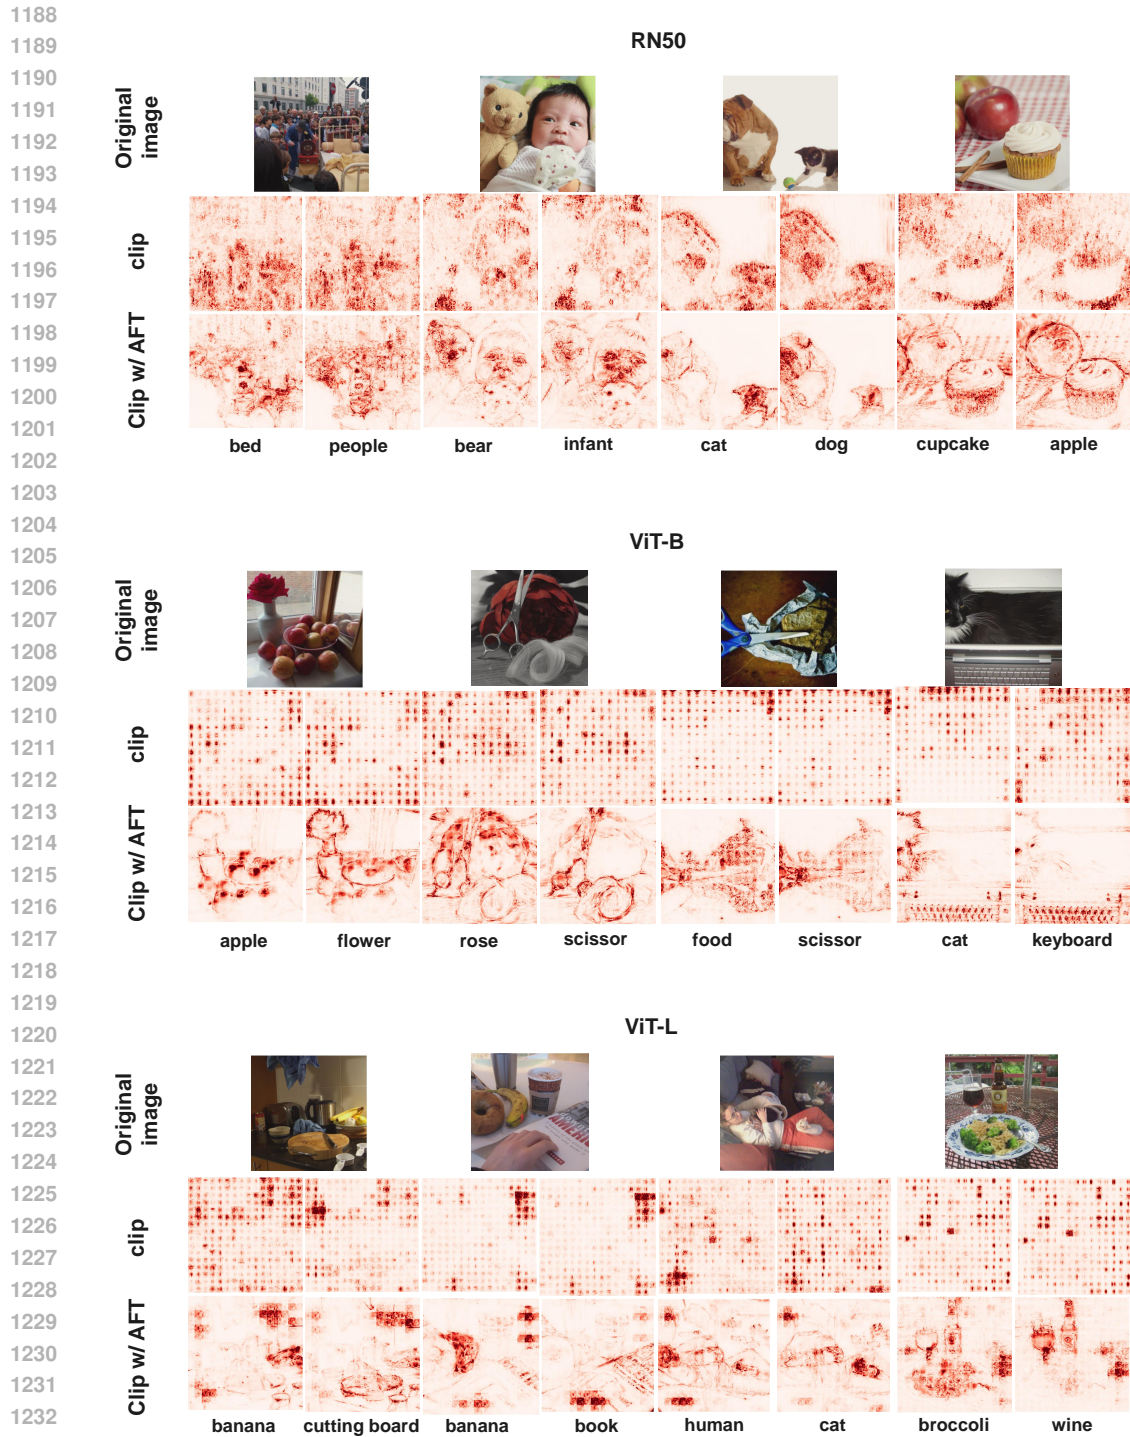 1188
1189
RN50
1190
1191
Original
image
1192
1193
1194
1195
clip
1196
1197
1198
Clip w/ AFT
1199
1200
1201
bed people bear infant cat dog cupcake apple
1202
1203
1204
1205
ViT-B
1206
Original
image
1207
1208
1209
1210
clip
1211
1212
1213
Clip w/ AFT
1214
1215
1216
1217
apple flower rose scissor food scissor cat keyboard
1218
1219
1220
ViT-L
1221
Original
image
1222
1223
1224
1225
clip
1226
1227
1228
Clip w/ AFT
1229
1230
1231
1232
banana cutting board banana book human cat broccoli wine